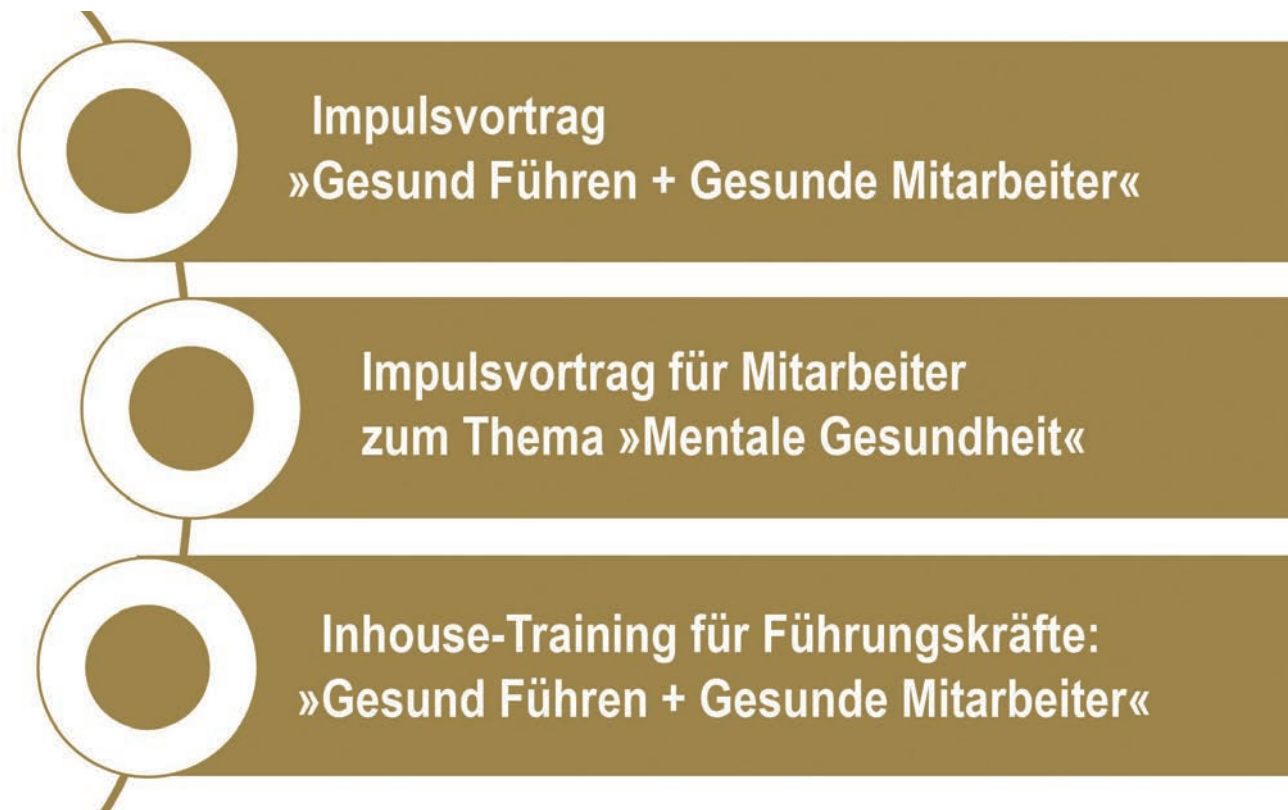 Impulsvortrag
»Gesund Führen + Gesunde Mitarbeiter«
Impulsvortrag für Mitarbeiter
zum Thema »Mentale Gesundheit«
Inhouse-Training für Führungskräfte:
»Gesund Führen + Gesunde Mitarbeiter«